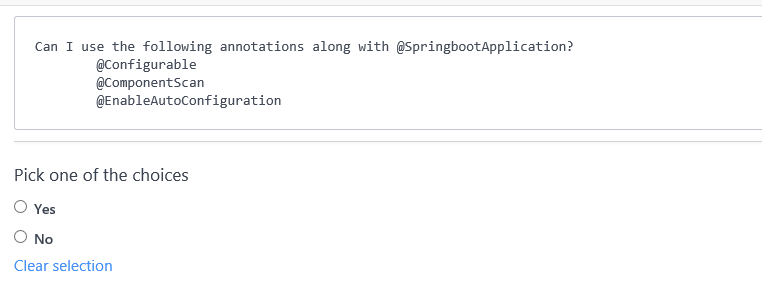 Can I use the following annotations along with @SpringbootApplication?
@Configurable
@ComponentScan
@EnableAutoConfiguration
Pick one of the choices
Yes
No
Clear selection